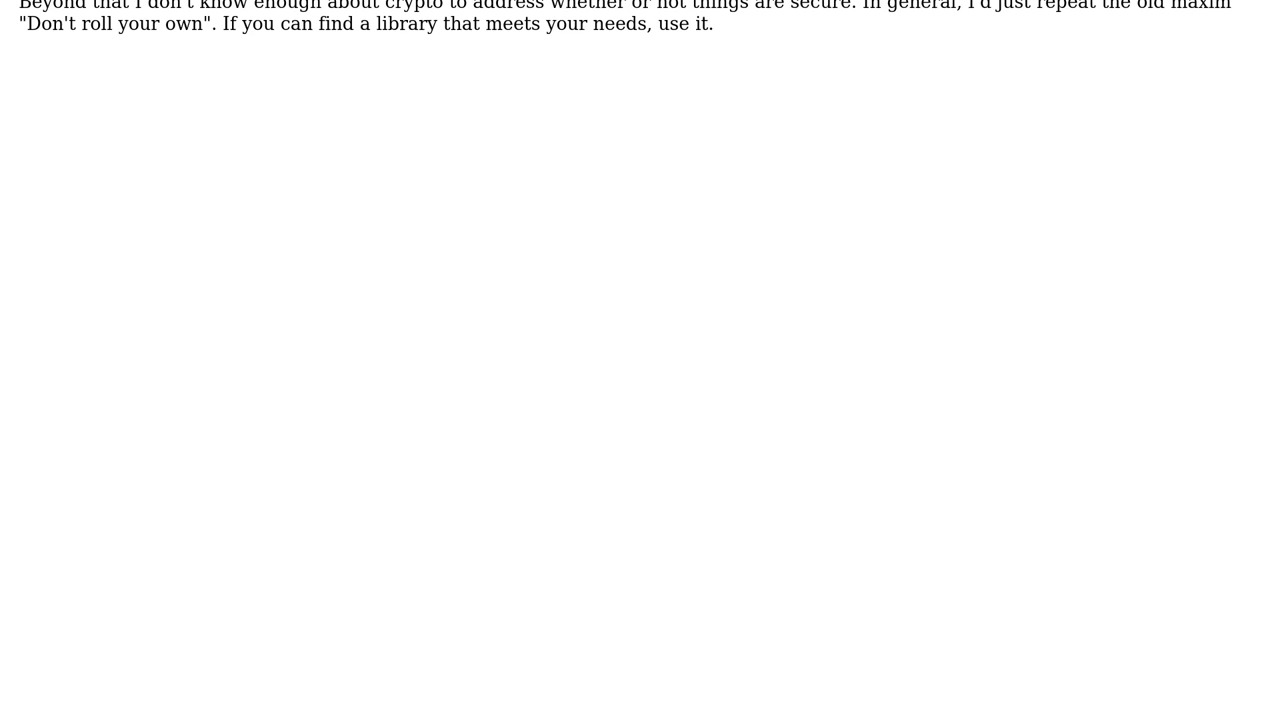 Beyond that I don't know enough about crypto to address whether or not things are secure. In general, I'd just repeat the old maxim
"Don't roll your own". If you can find a library that meets your needs, use it.